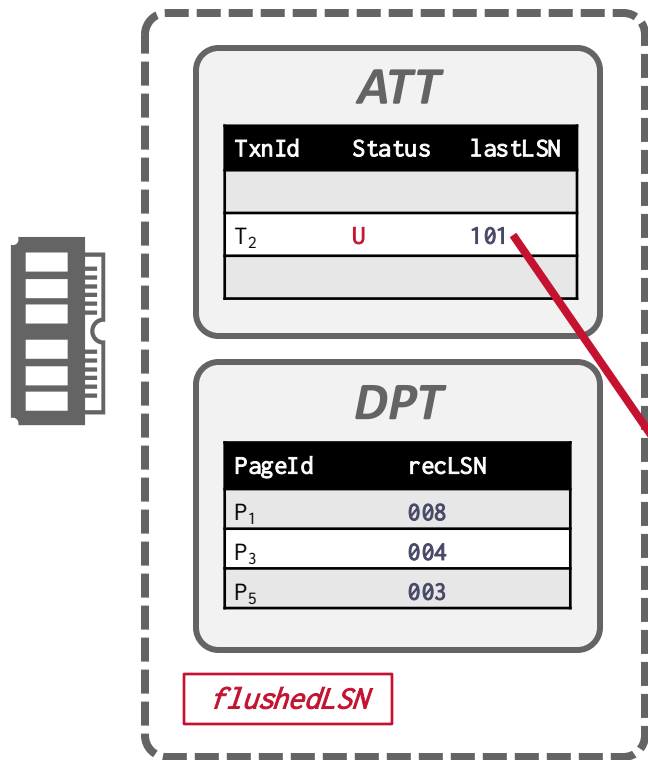 ATT
TxnId Status lastLSN
T₂ U 101
DPT
PageId recLSN
P₁ 008
P₃ 004
P₅ 003
flushedLSN